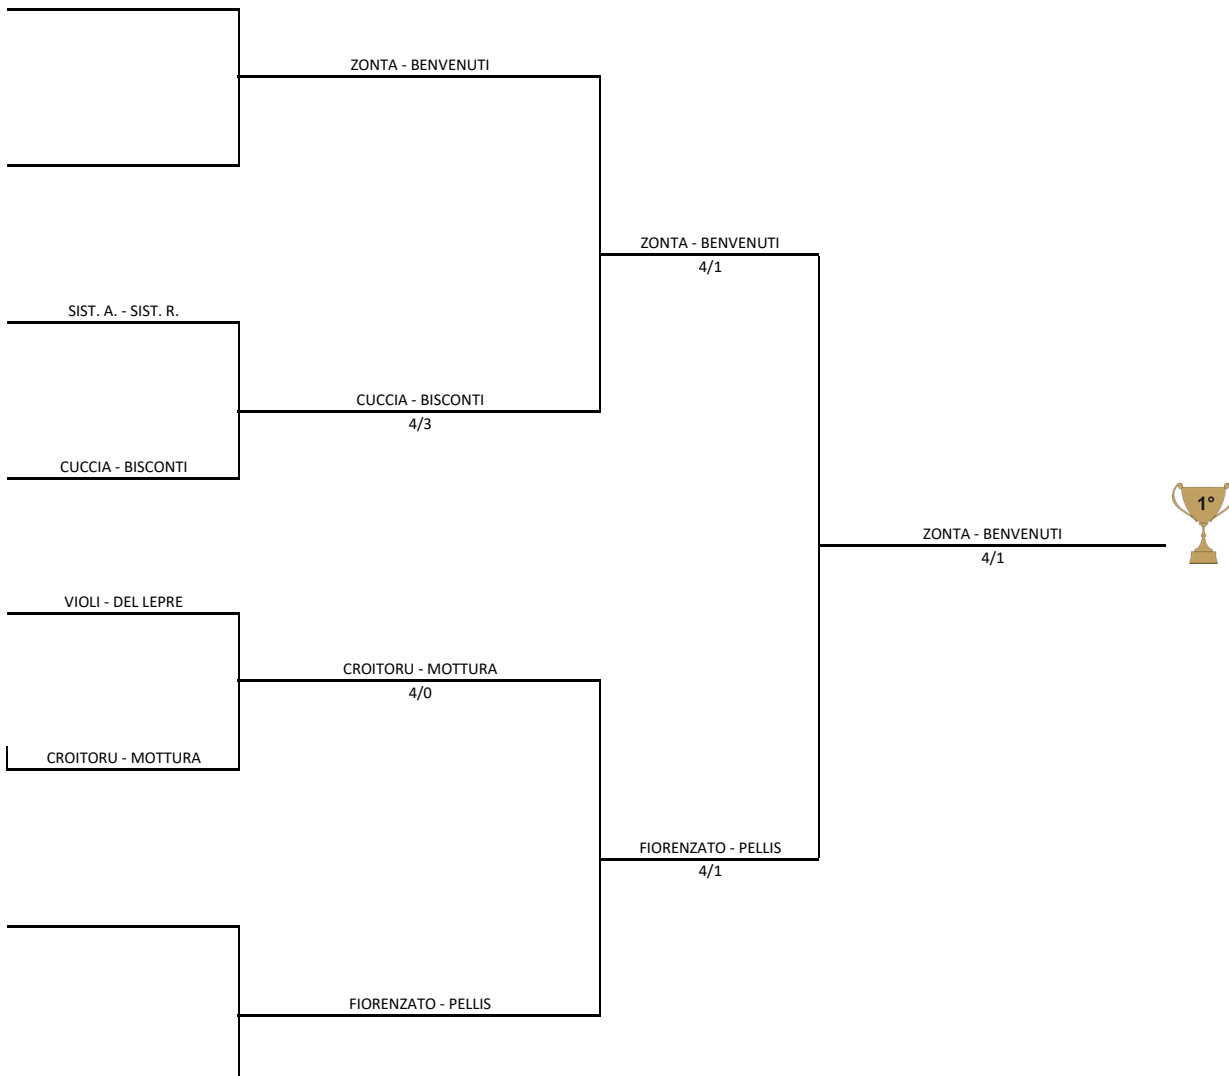 ZONTA - BENVENUTI
ZONTA - BENVENUTI
4/1
SIST. A. - SIST. R.
CUCCIA - BISCONTI
4/3
CUCCIA - BISCONTI
1°
ZONTA - BENVENUTI
4/1
VIOLI - DEL LEPRE
CROITORU - MOTTURA
4/0
CROITORU - MOTTURA
FIORENZATO - PELLIS
4/1
FIORENZATO - PELLIS